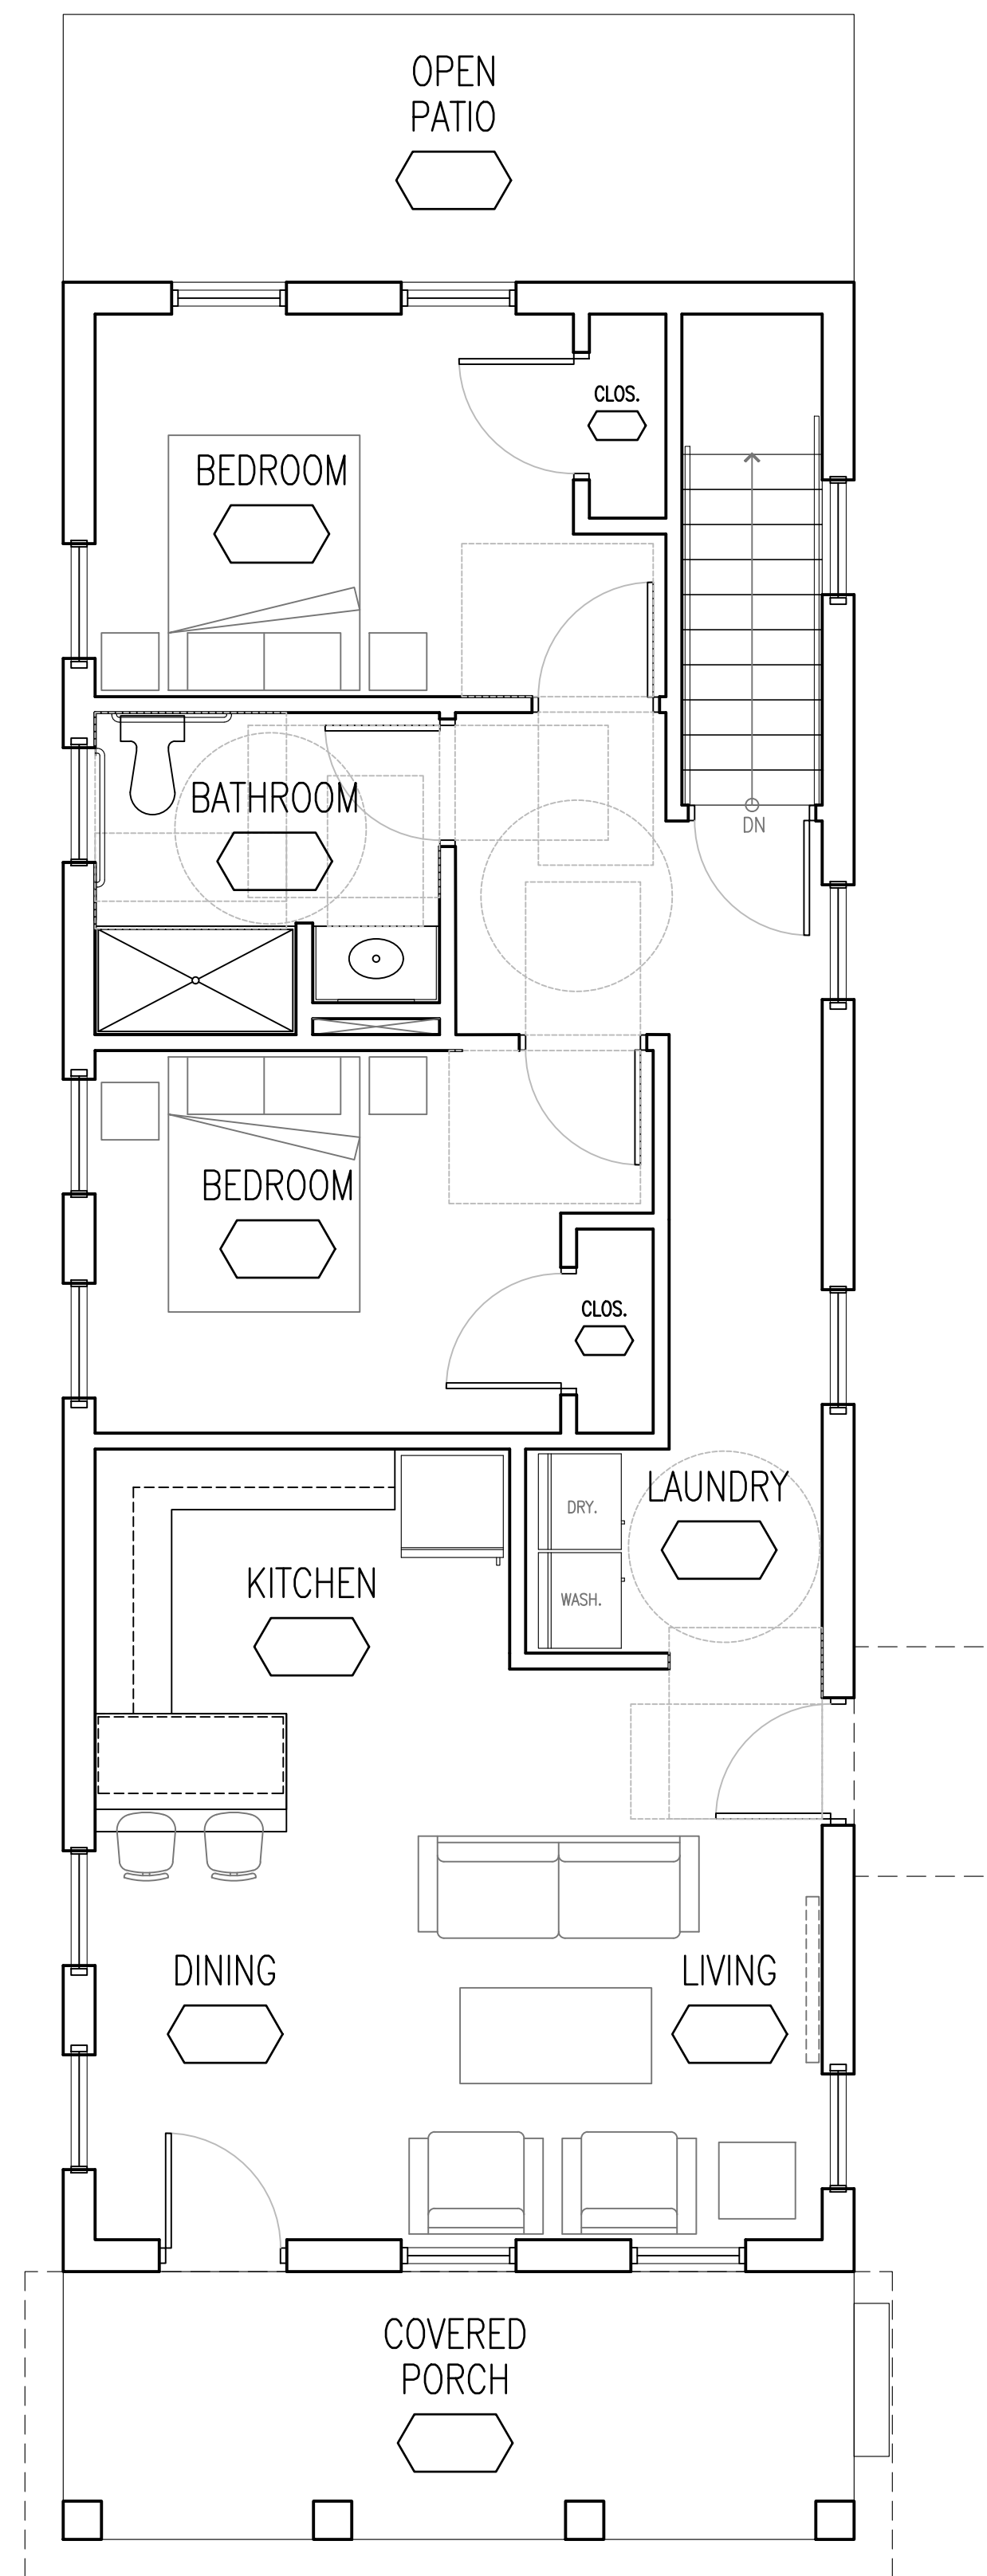 OPEN
PATIO
CLOS.
BEDROOM
BATHROOM
DN
BEDROOM
CLOS.
LAUNDRY
DRY.
KITCHEN
WASH.
DINING
LIVING
COVERED
PORCH